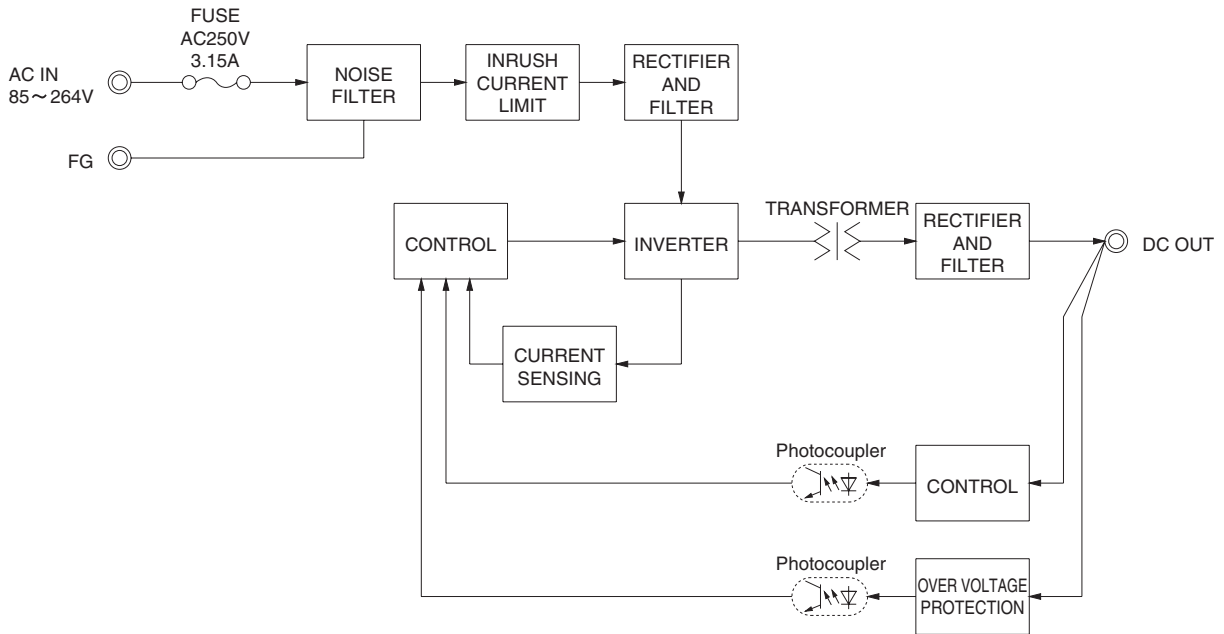 FUSE
AC250V
3.15A
AC IN
85～264V
NOISE
FILTER
INRUSH
CURRENT
LIMIT
RECTIFIER
AND
FILTER
FG
CONTROL
INVERTER
TRANSFORMER
RECTIFIER
AND
FILTER
DC OUT
CURRENT
SENSING
Photocoupler
CONTROL
Photocoupler
OVER VOLTAGE
PROTECTION